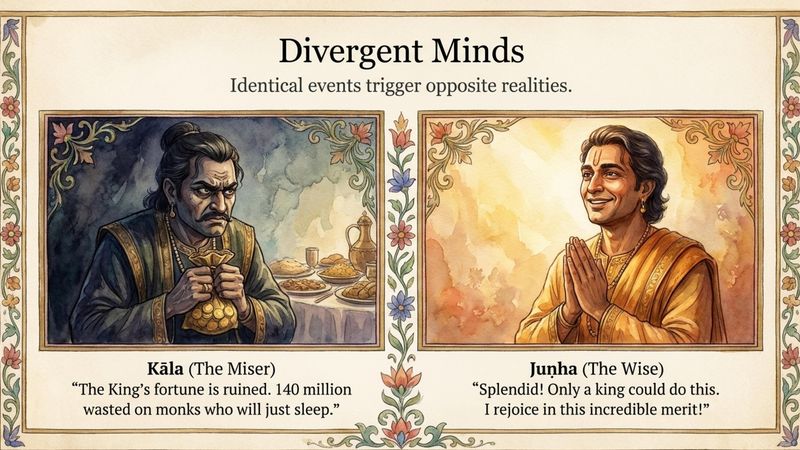 Divergent Minds
Identical events trigger opposite realities.
Kāla (The Miser)
“The King’s fortune is ruined. 140 million
wasted on monks who will just sleep.”
Juṇha (The Wise)
“Splendid! Only a king could do this.
I rejoice in this incredible merit!”